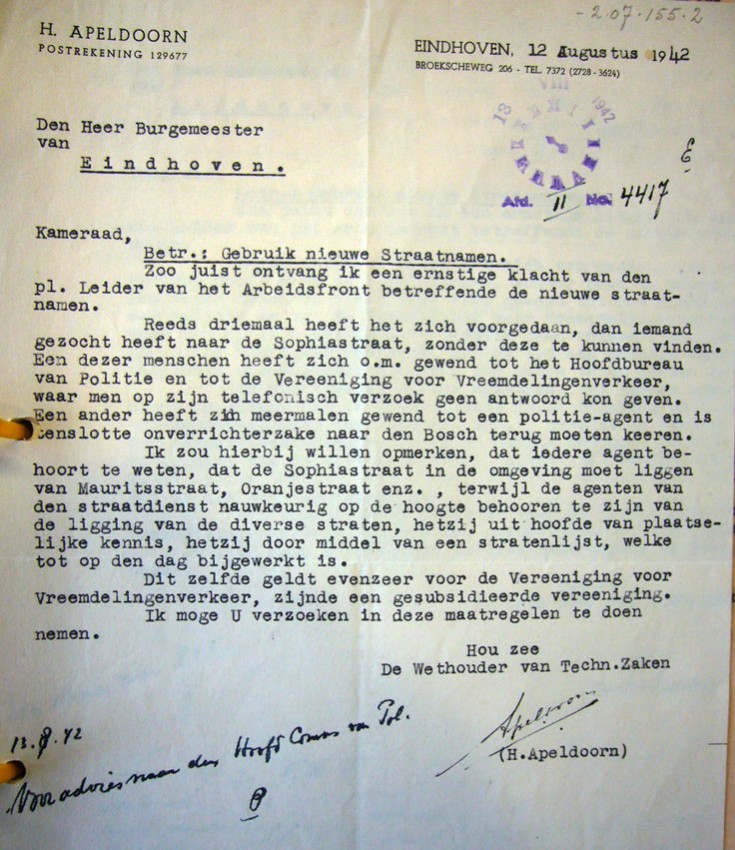 - 2.07.155.2
H. APELDOORN
POSTREKENING 129677
EINDHOVEN, 12 Augustus 1942
BROEKSCHEWEG 206 - TEL. 7372 (2728 - 3624)
13 VIII 1942
Afd. II No. 4417
E
Den Heer Burgemeester
van
E i n d h o v e n .
Kameraad,
Betr.: Gebruik nieuwe Straatnamen.
Zoo juist ontvang ik een ernstige klacht van den
pl. Leider van het Arbeidsfront betreffende de nieuwe straat-
namen.
Reeds driemaal heeft het zich voorgedaan, dan iemand
gezocht heeft naar de Sophiastraat, zonder deze te kunnen vinden.
Een dezer menschen heeft zich o.m. gewend tot het Hoofdbureau
van Politie en tot de Vereeniging voor Vreemdelingenverkeer,
waar men op zijn telefonisch verzoek geen antwoord kon geven.
Een ander heeft zich meermalen gewend tot een politie-agent en is
tenslotte onverrichterzake naar den Bosch terug moeten keeren.
Ik zou hierbij willen opmerken, dat iedere agent be-
hoort te weten, dat de Sophiastraat in de omgeving moet liggen
van Mauritsstraat, Oranjestraat enz. , terwijl de agenten van
den straatdienst nauwkeurig op de hoogte behooren te zijn van
de ligging van de diverse straten, hetzij uit hoofde van plaatse-
lijke kennis, hetzij door middel van een stratenlijst, welke
tot op den dag bijgewerkt is.
Dit zelfde geldt evenzeer voor de Vereeniging voor
Vreemdelingenverkeer, zijnde een gesubsidieerde vereeniging.
Ik moge U verzoeken in deze maatregelen te doen
nemen.
Hou zee
De Wethouder van Techn.Zaken
Apeldoorn
(H.Apeldoorn)
13.8.42
Voor advies naar den Hoofd Comm van Pol.